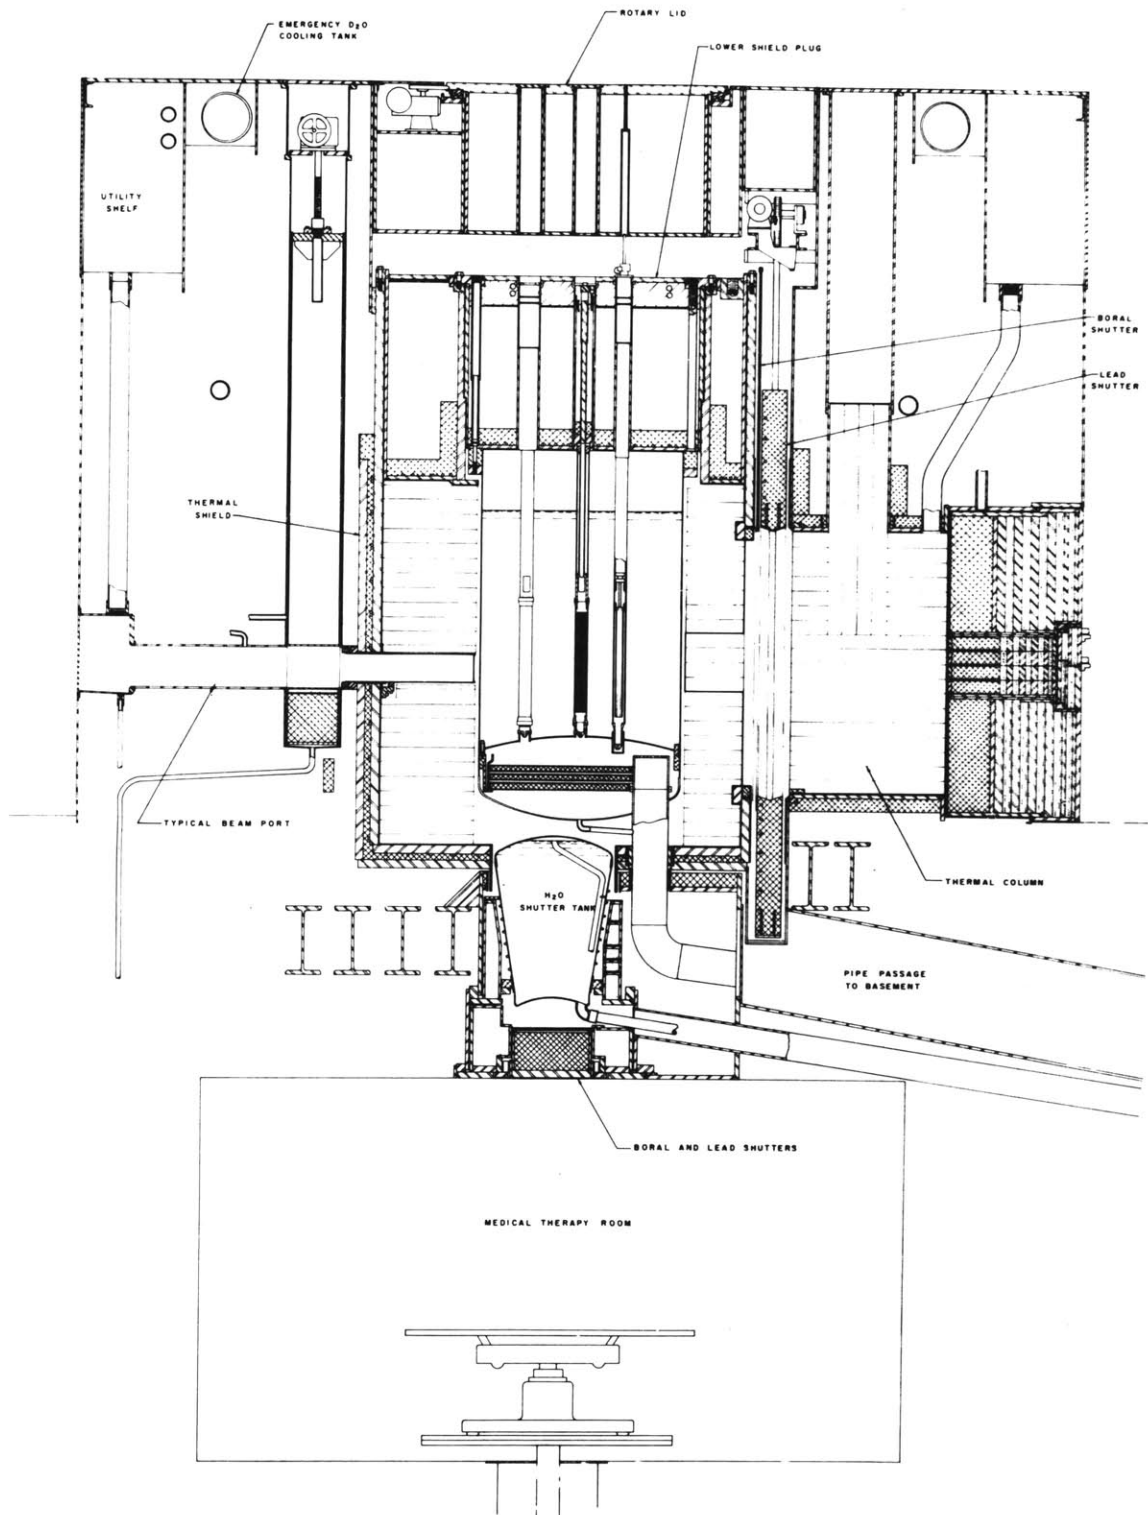 EMERGENCY D₂O
COOLING TANK
ROTARY LID
LOWER SHIELD PLUG
UTILITY
SHELF
BORAL
SHUTTER
LEAD
SHUTTER
THERMAL
SHIELD
TYPICAL BEAM PORT
H₂O
SHUTTER TANK
THERMAL COLUMN
PIPE PASSAGE
TO BASEMENT
BORAL AND LEAD SHUTTERS
MEDICAL THERAPY ROOM